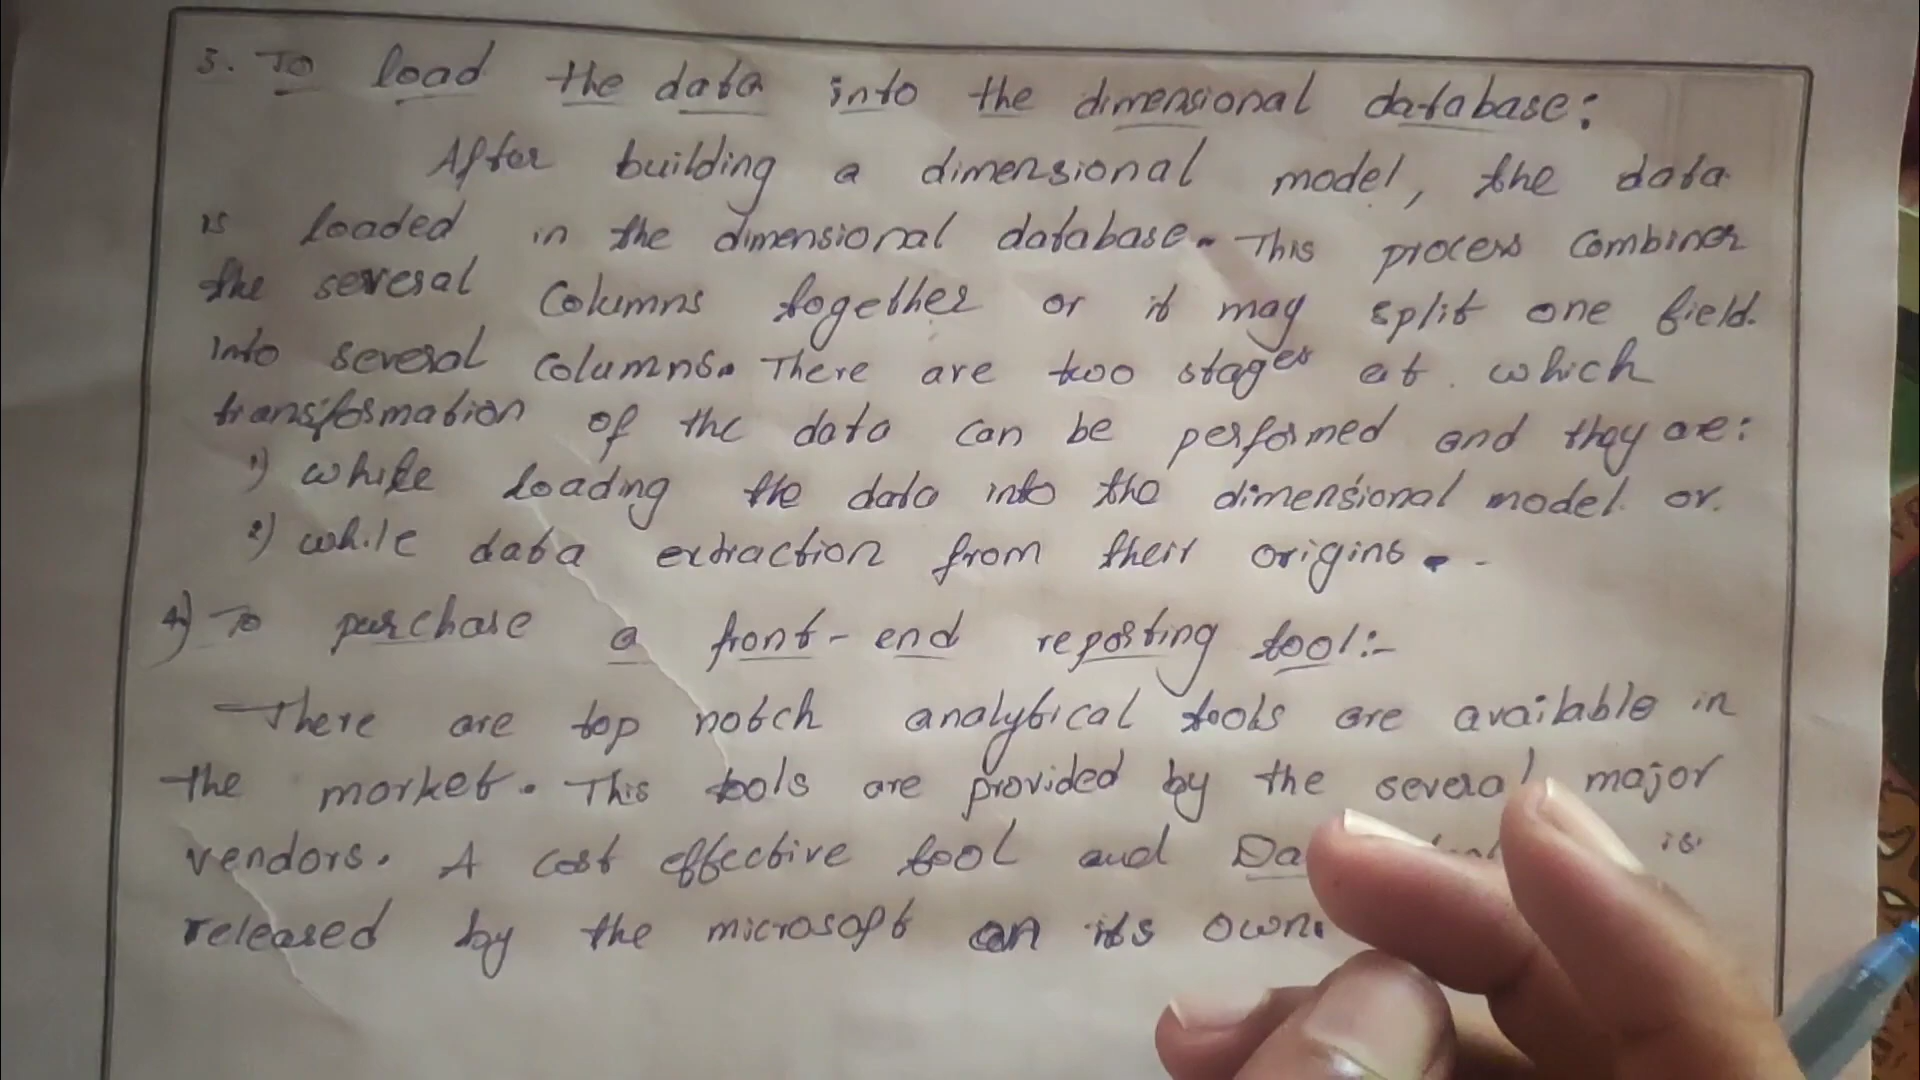 3. To load the data into the dimensional database:
After building a dimensional model, the data
is loaded in the dimensional database. This process combines
the several columns together or it may split one field.
into several columns. There are two stages at which
transformation of the data can be performed and they are:
1) while loading the data into the dimensional model. or.
2) while data extraction from their origins.
4) To purchase a front-end reporting tool:-
There are top notch analytical tools are available in
the market. This tools are provided by the several major
vendors. A cost effective tool and is
released by the microsoft on its own.